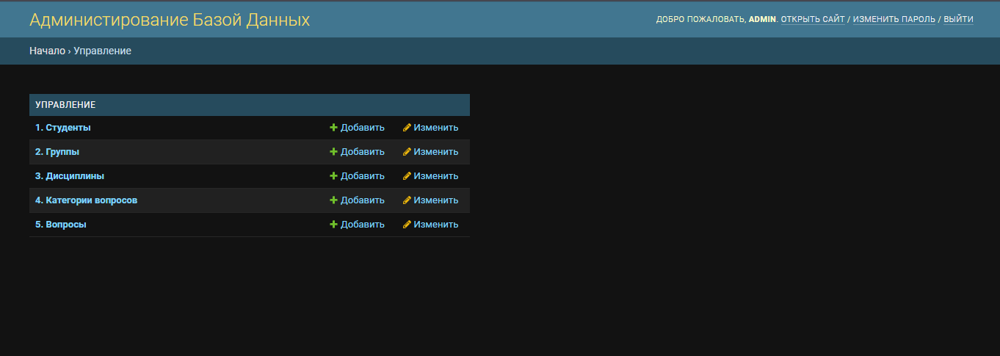 Администирование Базой Данных
ДОБРО ПОЖАЛОВАТЬ, ADMIN. ОТКРЫТЬ САЙТ / ИЗМЕНИТЬ ПАРОЛЬ / ВЫЙТИ
Начало › Управление
УПРАВЛЕНИЕ
1. Студенты Добавить Изменить
2. Группы Добавить Изменить
3. Дисциплины Добавить Изменить
4. Категории вопросов Добавить Изменить
5. Вопросы Добавить Изменить